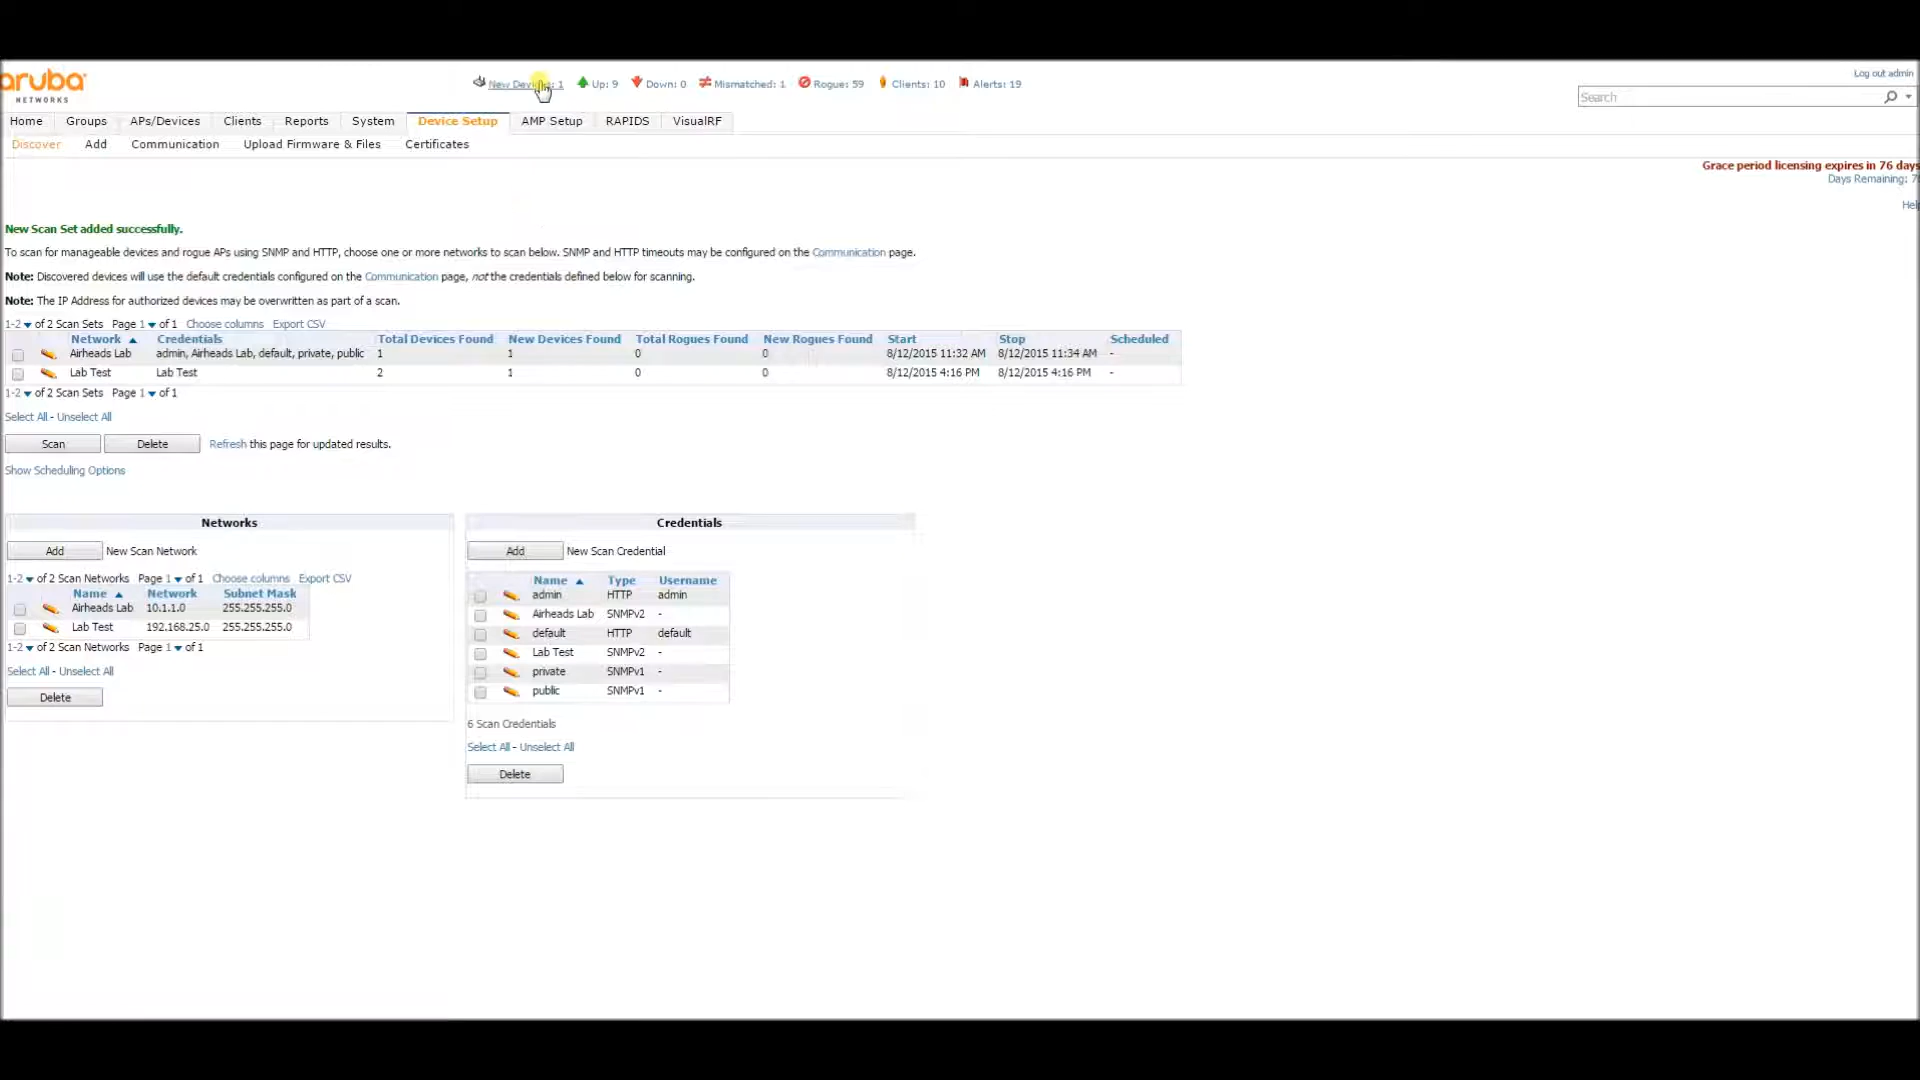 aruba
NETWORKS
New Devices: 1 Up: 9 Down: 0 Mismatched: 1 Rogue: 59 Clients: 10 Alerts: 19
Log out admin
Search
Home Groups APs/Devices Clients Reports System Device Setup AMP Setup RAPIDS VisualRF
Discover Add Communication Upload Firmware & Files Certificates
Grace period licensing expires in 76 days
Days Remaining:
New Scan Set added successfully.
To scan for manageable devices and rogue APs using SNMP and HTTP, choose one or more networks to scan below. SNMP and HTTP timeouts may be configured on the Communication page.
Note: Discovered devices will use the default credentials configured on the Communication page, not the credentials defined below for scanning.
Note: The IP Address for authorized devices may be overwritten as part of a scan.
1-2 of 2 Scan Sets Page 1 of 1 Choose columns Export CSV
Network Credentials Total Devices Found New Devices Found Total Rogues Found New Rogues Found Start Stop Scheduled
Airheads Lab admin, Airheads Lab, default, private, public 1 1 0 0 8/12/2015 11:32 AM 8/12/2015 11:34 AM -
Lab Test Lab Test 2 1 0 0 8/12/2015 4:16 PM 8/12/2015 4:16 PM -
1-2 of 2 Scan Sets Page 1 of 1
Select All - Unselect All
Scan Delete Refresh this page for updated results.
Show Scheduling Options
Networks
Add New Scan Network
1-2 of 2 Scan Networks Page 1 of 1 Choose columns Export CSV
Name Network Subnet Mask
Airheads Lab 10.1.1.0 255.255.255.0
Lab Test 192.168.25.0 255.255.255.0
1-2 of 2 Scan Networks Page 1 of 1
Select All - Unselect All
Delete
Credentials
Add New Scan Credential
Name Type Username
admin HTTP admin
Airheads Lab SNMPv2 -
default HTTP default
Lab Test SNMPv2 -
private SNMPv1 -
public SNMPv1 -
6 Scan Credentials
Select All - Unselect All
Delete